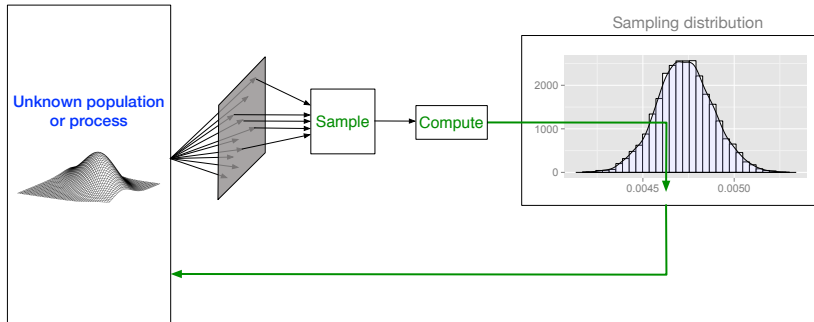 Sampling distribution
Unknown population
or process
Sample
Compute
2000
1000
0
0.0045
0.0050